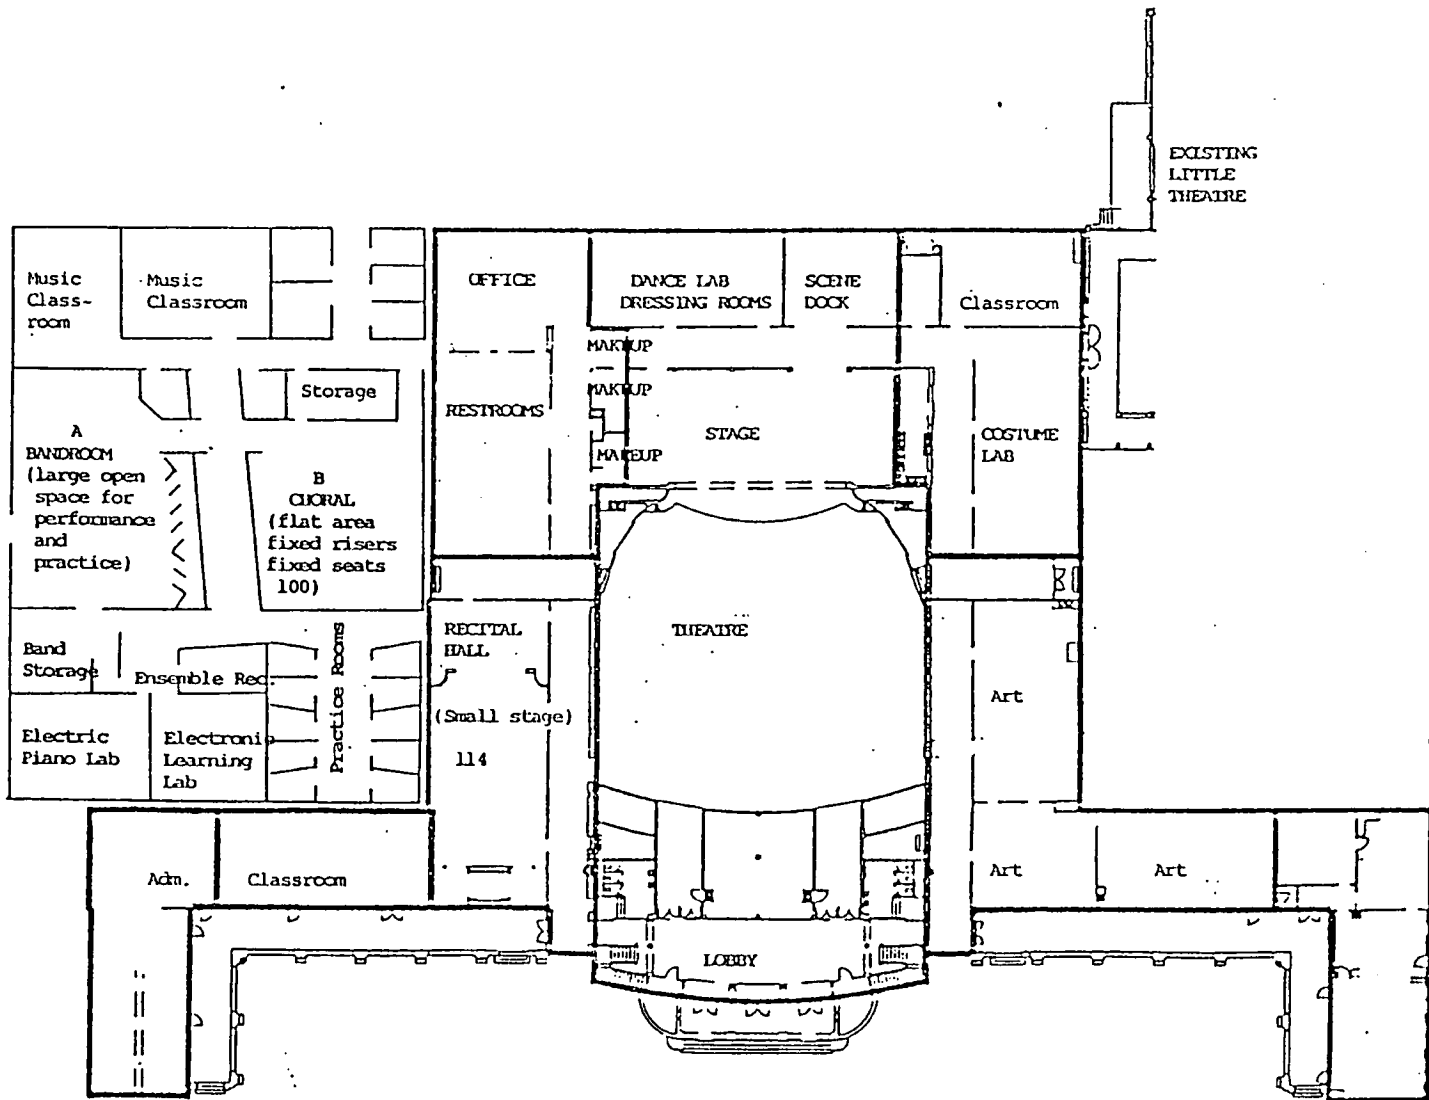 EXISTING
LITTLE
THEATRE
Music
Class-
room
Music
Classroom
OFFICE
DANCE LAB
DRESSING ROOMS
SCENE
DOCK
Classroom
MAKEUP
MAKEUP
MAKEUP
Storage
RESTROOMS
STAGE
COSTUME
LAB
A
BANDROOM
(large open
space for
performance
and
practice)
B
CHORAL
(flat area
fixed risers
fixed seats
100)
RECITAL
HALL
(Small stage)
114
THEATRE
Band
Storage
Ensemble Rec.
Practice Rooms
Electric
Piano Lab
Electronic
Learning
Lab
Art
Adm.
Classroom
Art
Art
LOBBY